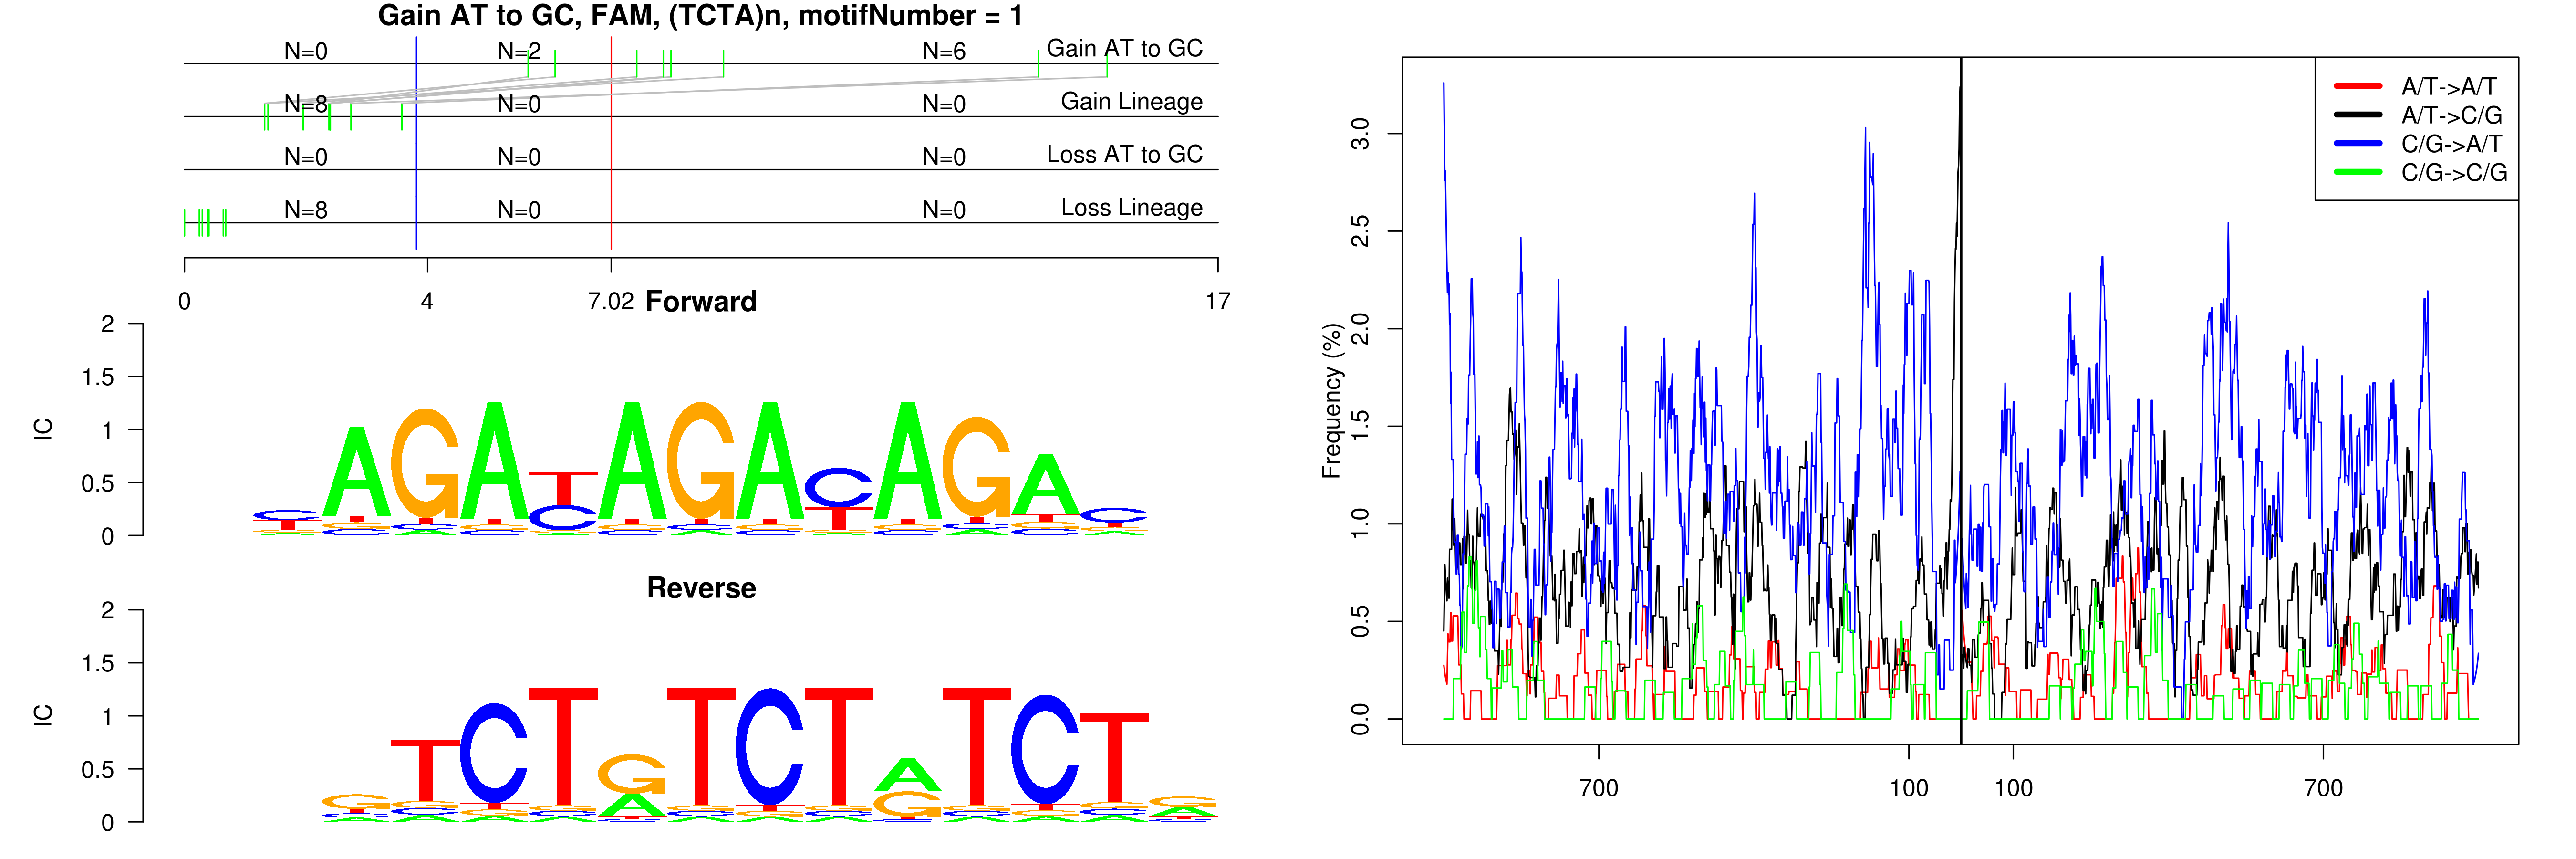 Gain AT to GC, FAM, (TCTA)n, motifNumber = 1
N=0 N=2 N=6 Gain AT to GC
N=8 N=0 N=0 Gain Lineage
N=0 N=0 N=0 Loss AT to GC
N=8 N=0 N=0 Loss Lineage
0 4 7.02 17
Forward
IC
2
1.5
1
0.5
0
C A G A T A G A C A G A C
T C T A G A T C T A T A
Reverse
IC
2
1.5
1
0.5
0
G T C T G T C T A T C T G
A G A
Frequency (%)
3.0
2.5
2.0
1.5
1.0
0.5
0.0
700 100 100 700
A/T->A/T
A/T->C/G
C/G->A/T
C/G->C/G